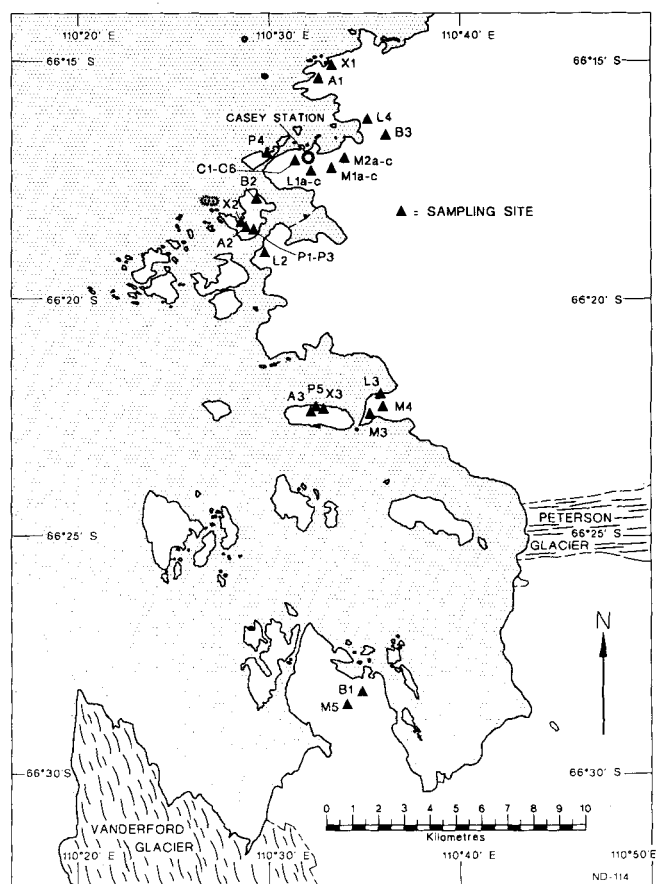 110°20' E
110°30' E
110°40' E
66°15' S
66°15' S
X1
A1
L4
CASEY STATION
B3
P4
M2a-c
C1-C6
L1a-c
M1a-c
B2
X2
▲ = SAMPLING SITE
A2
P1-P3
L2
66°20' S
66°20' S
L3
P5
A3
X3
M4
M3
PETERSON
66°25' S
66°25' S
GLACIER
N
B1
M5
66°30' S
66°30' S
0 1 2 3 4 5 6 7 8 9 10
Kilometres
VANDERFORD
GLACIER
110°20' E
110°30' E
110°40' E
110°50' E
ND-114